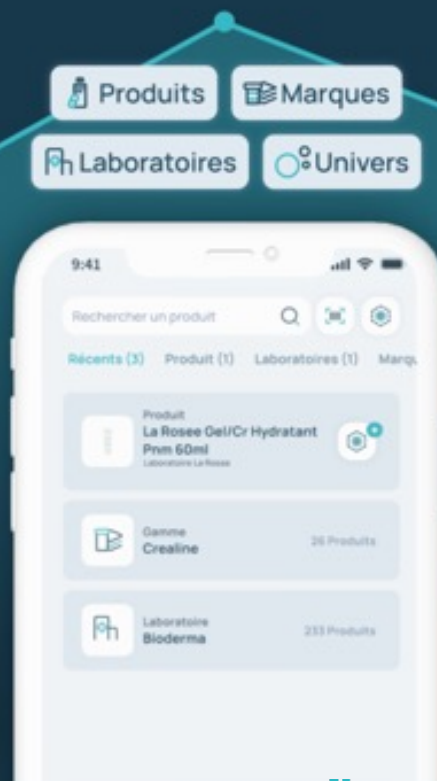 Produits
Marques
Laboratoires
Univers
9:41
Rechercher un produit
Récents (3) Produit (1) Laboratoires (1) Marqu
Produit
La Rosee Gel/Cr Hydratant
Pnm 60ml
Laboratoire La Rosee
Gamme
Crealine
26 Produits
Laboratoire
Bioderma
233 Produits